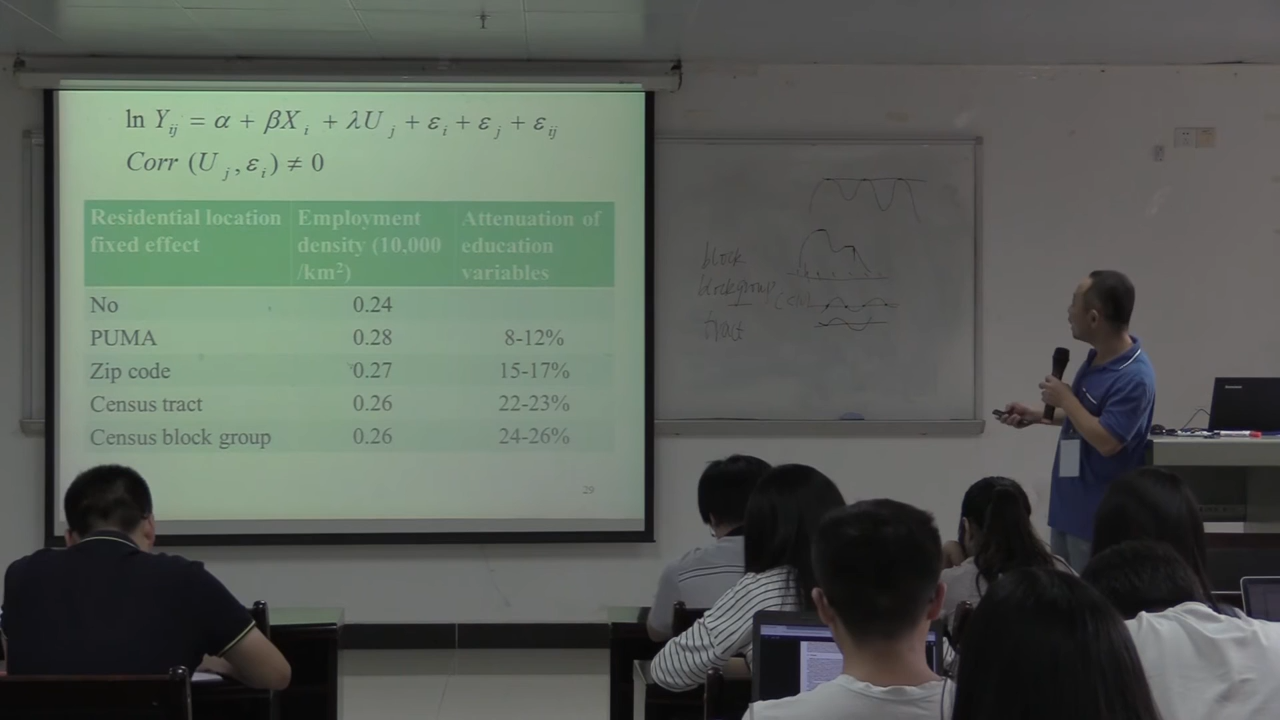 ln Y_ij = α + βX_i + λU_j + ε_i + ε_j + ε_ij
Corr (U_j, ε_i) ≠ 0
Residential location fixed effect Employment density (10,000 /km²) Attenuation of education variables
No 0.24
PUMA 0.28 8-12%
Zip code 0.27 15-17%
Census tract 0.26 22-23%
Census block group 0.26 24-26%
29
block
blockgroup
tract